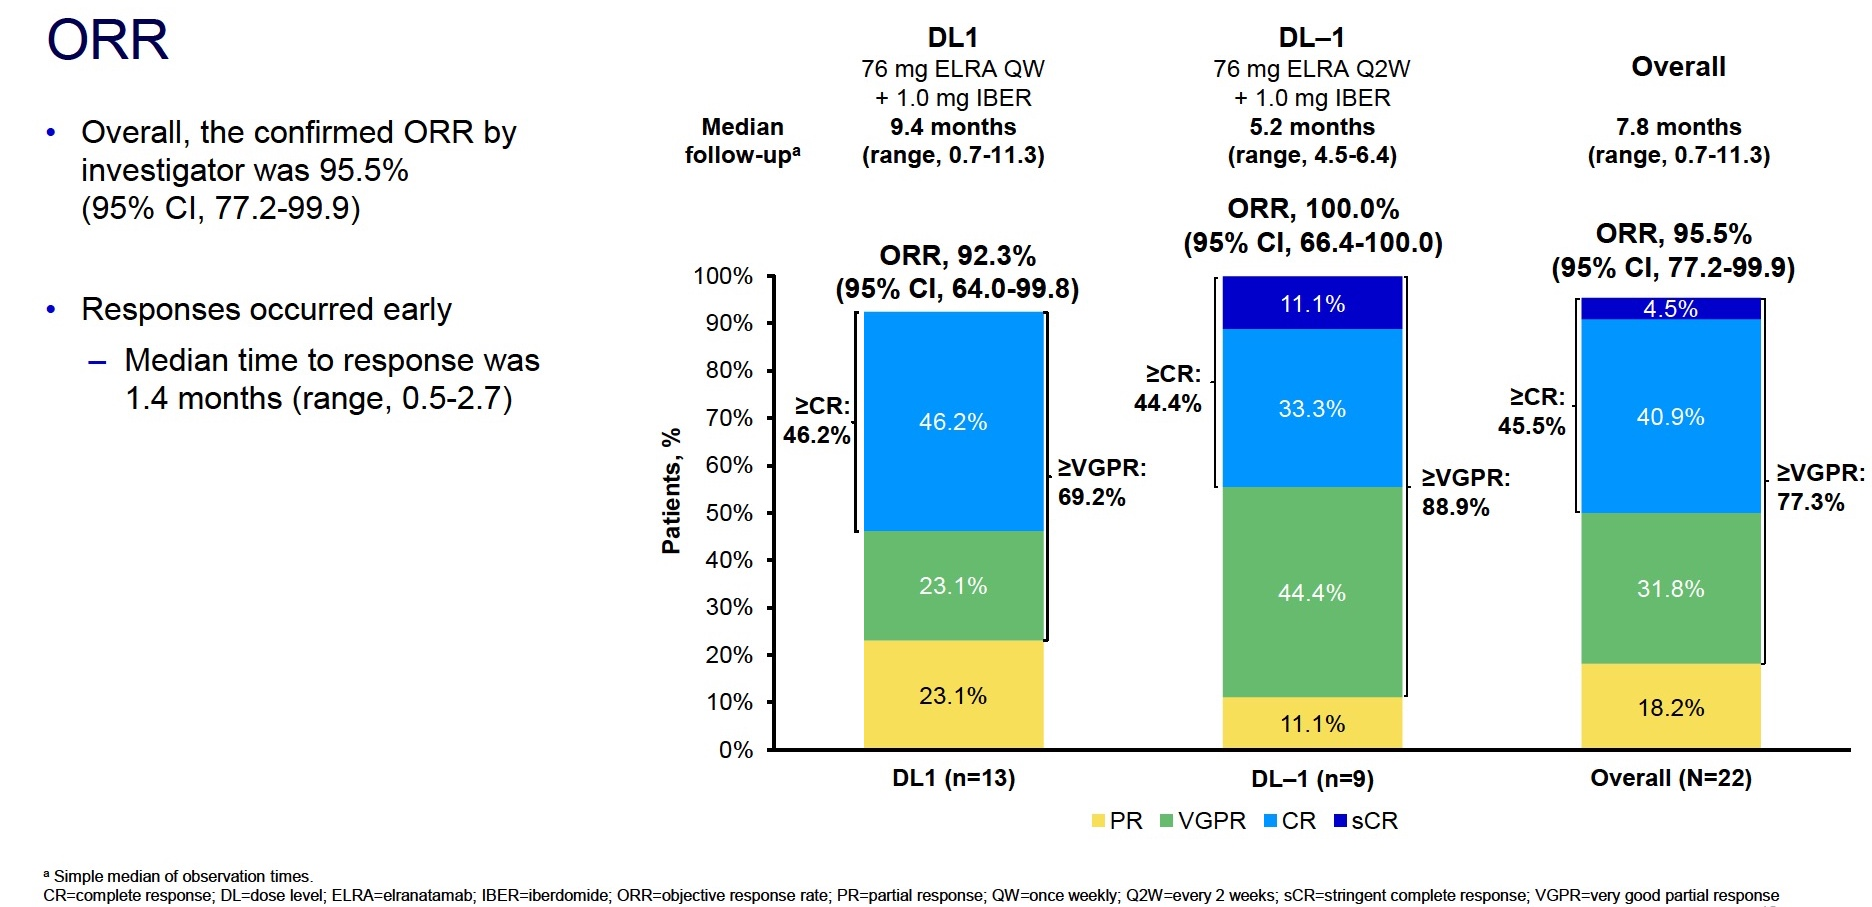 ORR
• Overall, the confirmed ORR by
investigator was 95.5%
(95% CI, 77.2-99.9)
• Responses occurred early
– Median time to response was
1.4 months (range, 0.5-2.7)
Median
follow-upᵃ
DL1
76 mg ELRA QW
+ 1.0 mg IBER
9.4 months
(range, 0.7-11.3)
DL–1
76 mg ELRA Q2W
+ 1.0 mg IBER
5.2 months
(range, 4.5-6.4)
Overall
7.8 months
(range, 0.7-11.3)
ORR, 92.3%
(95% CI, 64.0-99.8)
ORR, 100.0%
(95% CI, 66.4-100.0)
ORR, 95.5%
(95% CI, 77.2-99.9)
Patients, %
100%
90%
80%
70%
60%
50%
40%
30%
20%
10%
0%
≥CR:
46.2%
46.2%
23.1%
23.1%
≥VGPR:
69.2%
≥CR:
44.4%
11.1%
33.3%
44.4%
11.1%
≥VGPR:
88.9%
≥CR:
45.5%
4.5%
40.9%
31.8%
18.2%
≥VGPR:
77.3%
DL1 (n=13)
DL–1 (n=9)
Overall (N=22)
PR VGPR CR sCR
ᵃ Simple median of observation times.
CR=complete response; DL=dose level; ELRA=elranatamab; IBER=iberdomide; ORR=objective response rate; PR=partial response; QW=once weekly; Q2W=every 2 weeks; sCR=stringent complete response; VGPR=very good partial response